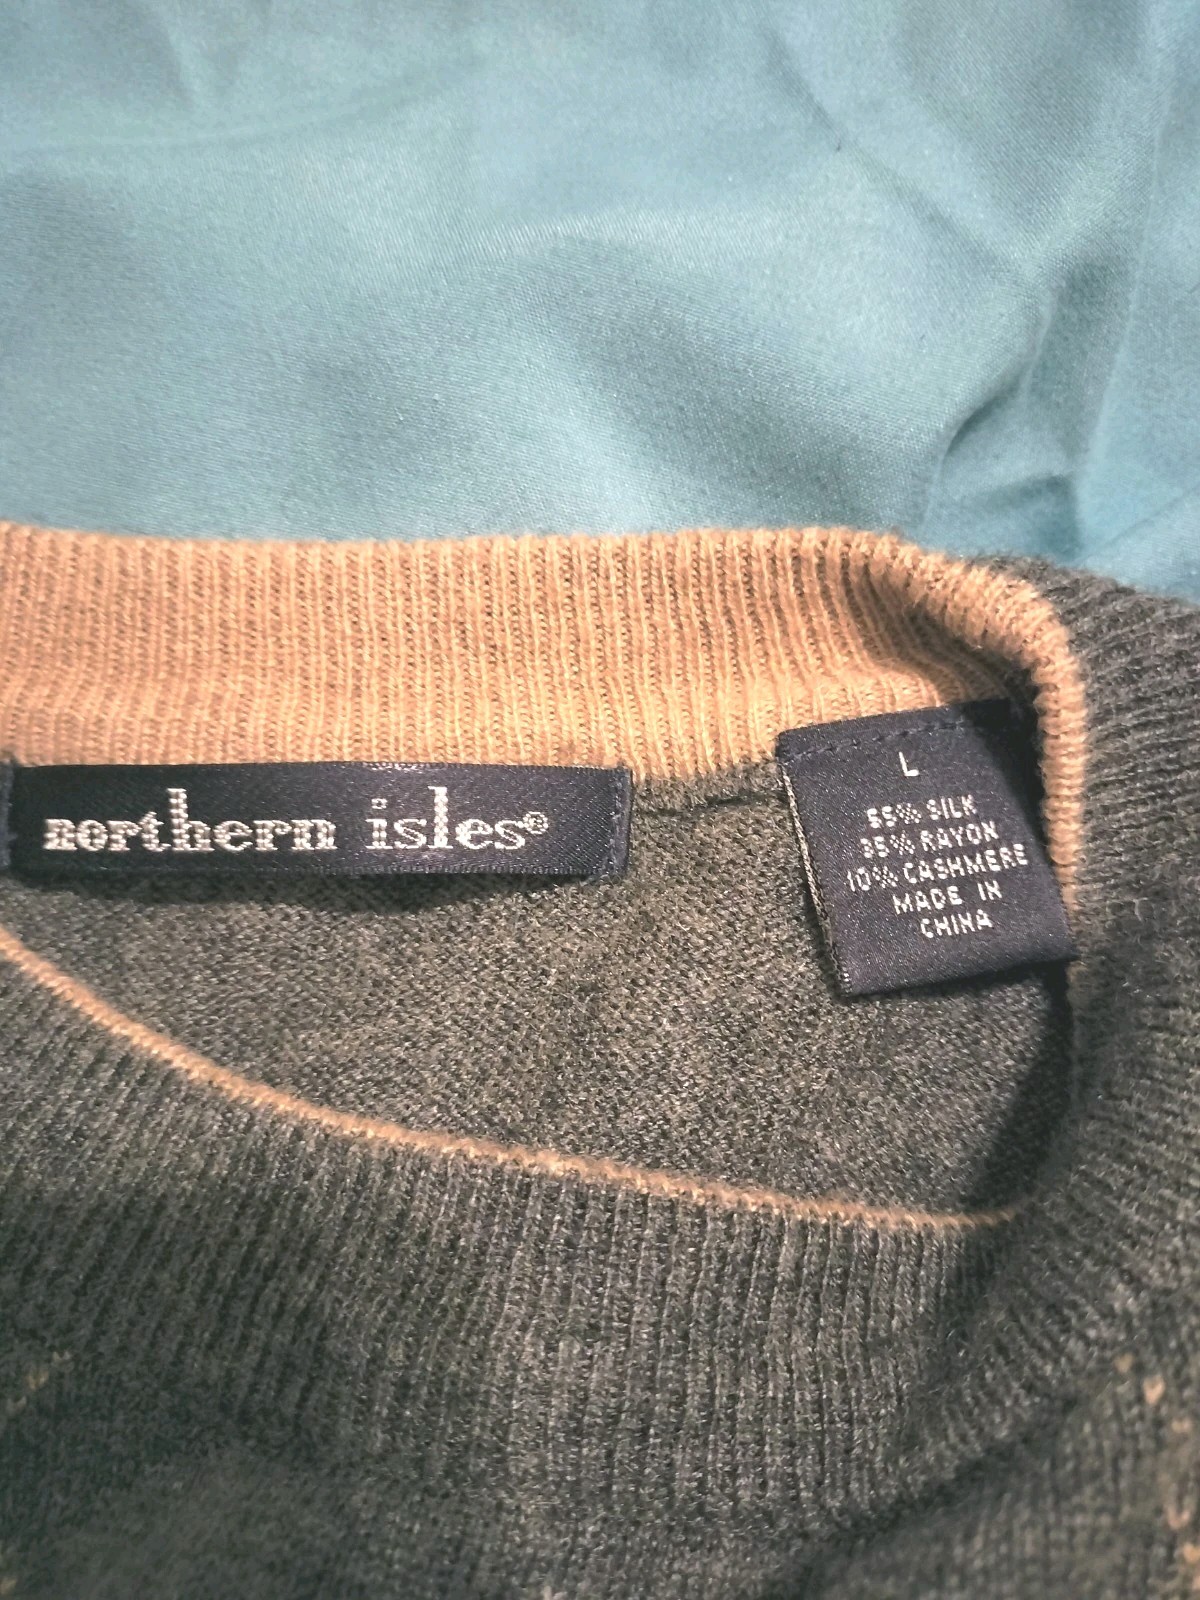 northern isles®
L
55% SILK
35% RAYON
10% CASHMERE
MADE IN
CHINA